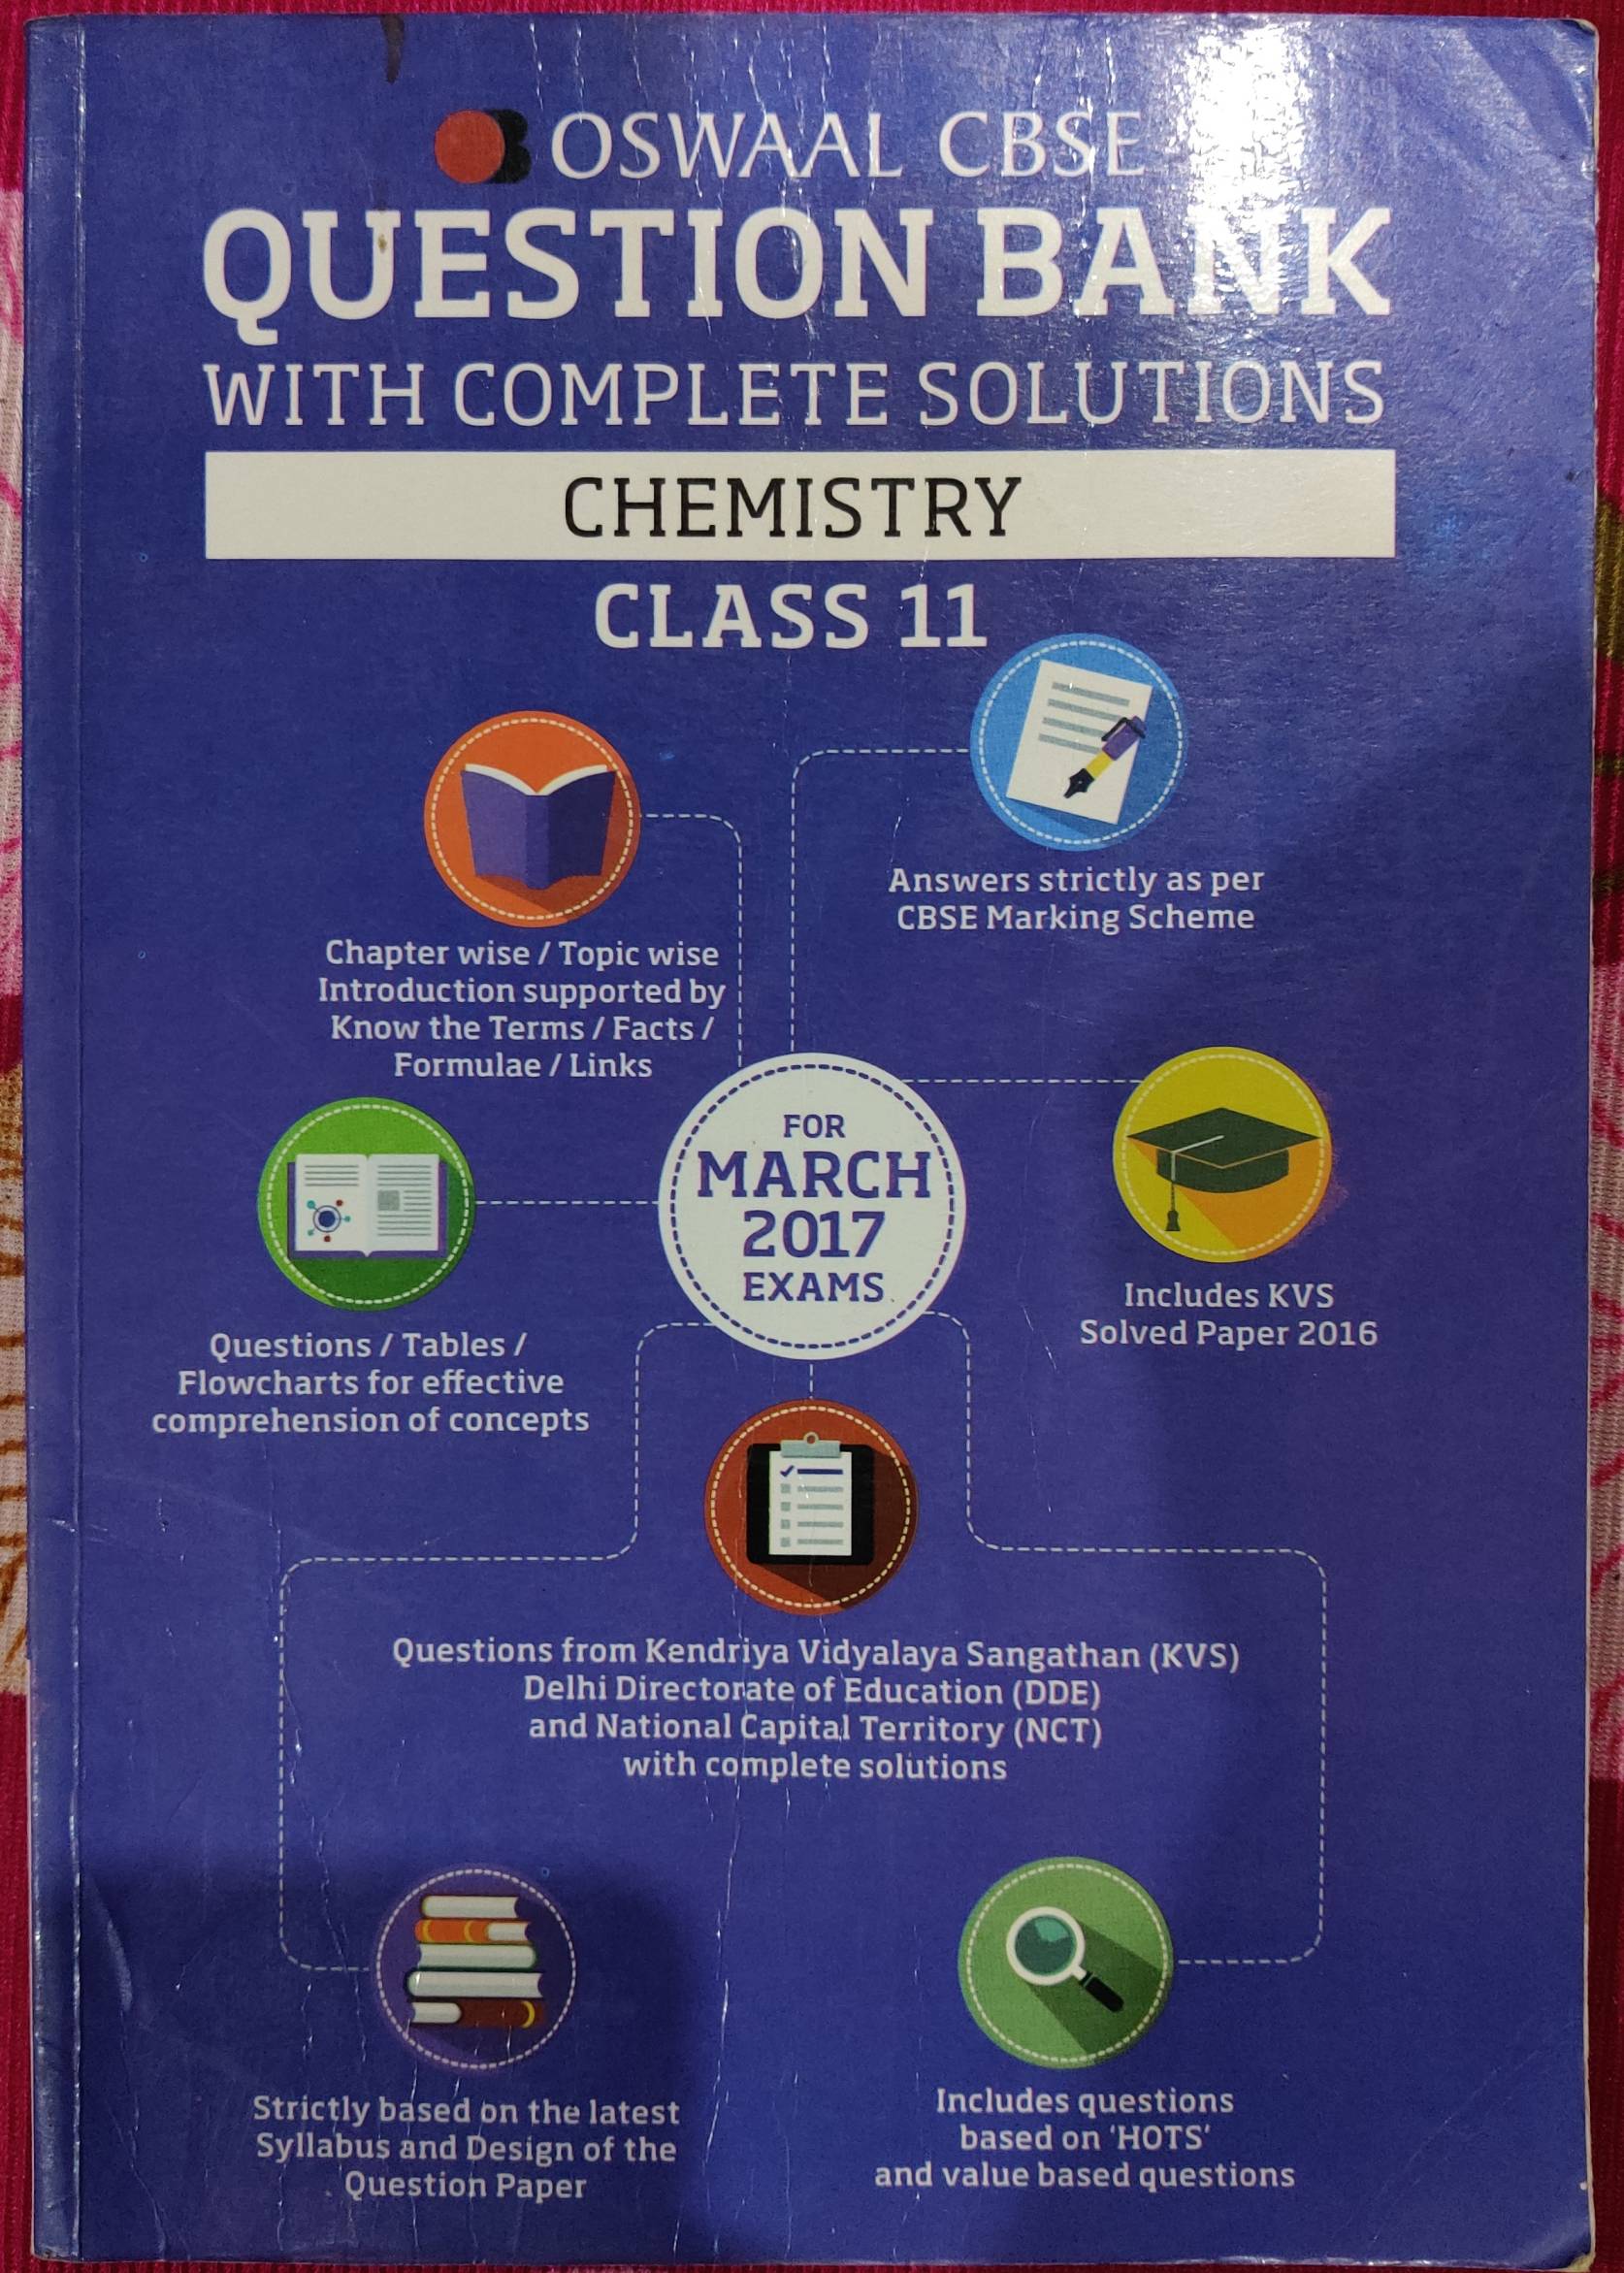 OSWAAL CBSE
QUESTION BANK
WITH COMPLETE SOLUTIONS
CHEMISTRY
CLASS 11
Answers strictly as per
CBSE Marking Scheme
Chapter wise / Topic wise
Introduction supported by
Know the Terms / Facts /
Formulae / Links
FOR
MARCH
2017
EXAMS
Includes KVS
Solved Paper 2016
Questions / Tables /
Flowcharts for effective
comprehension of concepts
Questions from Kendriya Vidyalaya Sangathan (KVS)
Delhi Directorate of Education (DDE)
and National Capital Territory (NCT)
with complete solutions
Strictly based on the latest
Syllabus and Design of the
Question Paper
Includes questions
based on ‘HOTS’
and value based questions